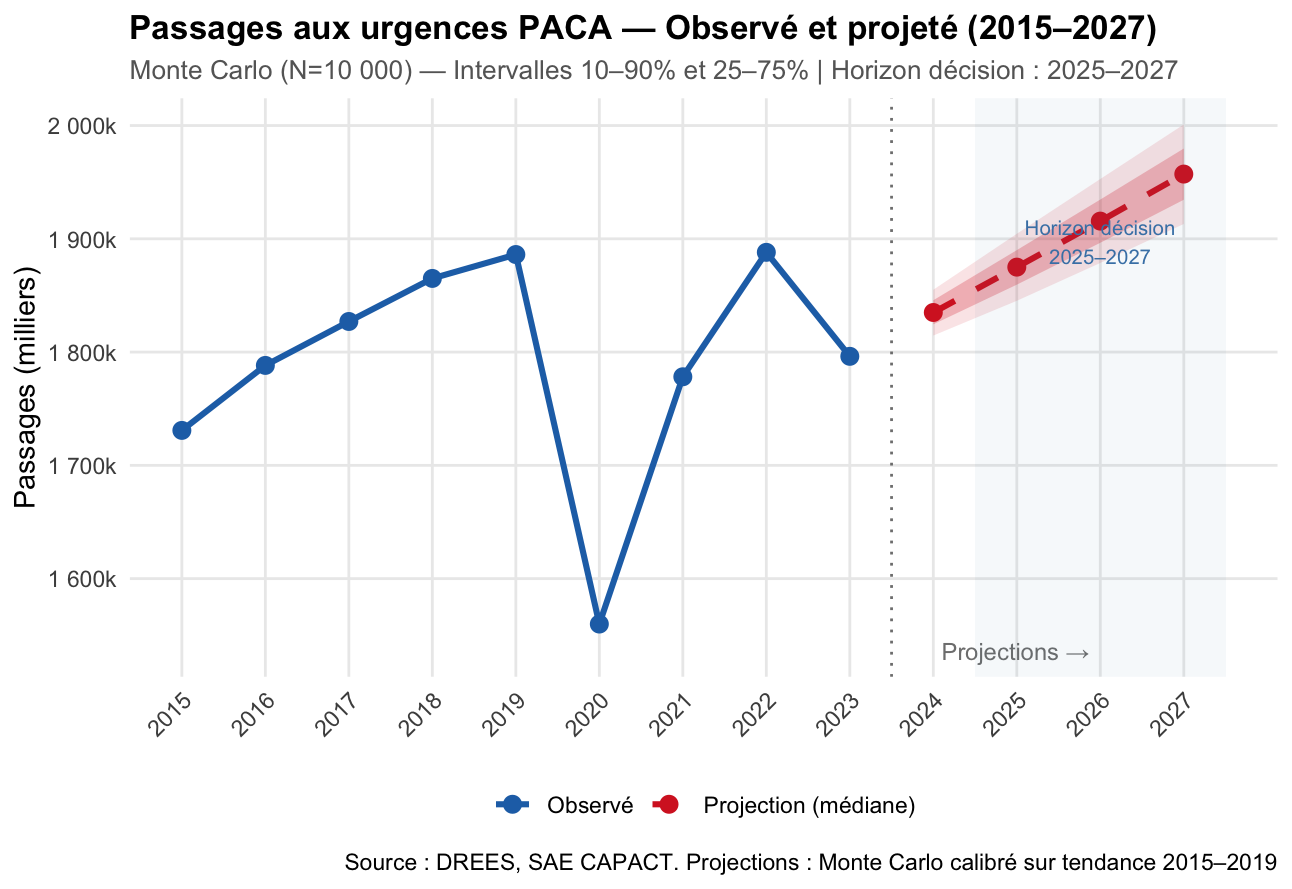 Passages aux urgences PACA — Observé et projeté (2015–2027)
Monte Carlo (N=10 000) — Intervalles 10–90% et 25–75% | Horizon décision : 2025–2027
Passages (milliers)
2 000k
1 900k
1 800k
1 700k
1 600k
Horizon décision
2025–2027
Projections →
2015
2016
2017
2018
2019
2020
2021
2022
2023
2024
2025
2026
2027
Observé
Projection (médiane)
Source : DREES, SAE CAPACT. Projections : Monte Carlo calibré sur tendance 2015–2019